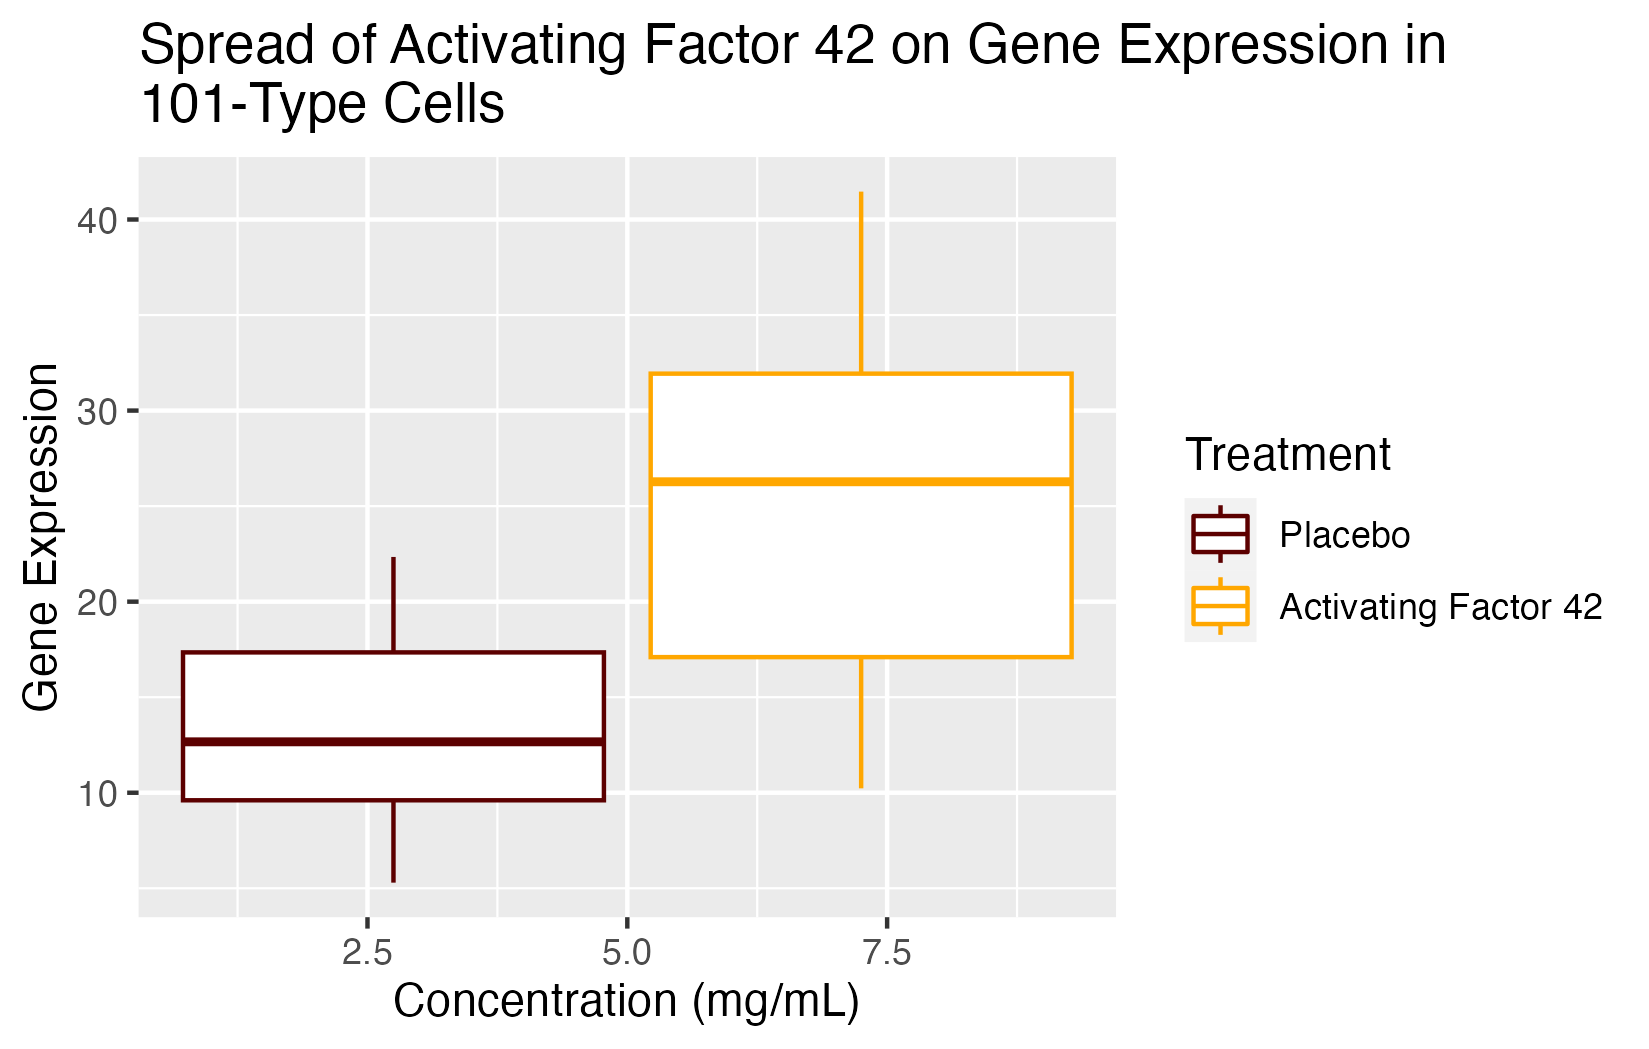 Spread of Activating Factor 42 on Gene Expression in
101-Type Cells
Gene Expression
40
30
20
10
2.5
5.0
7.5
Concentration (mg/mL)
Treatment
Placebo
Activating Factor 42